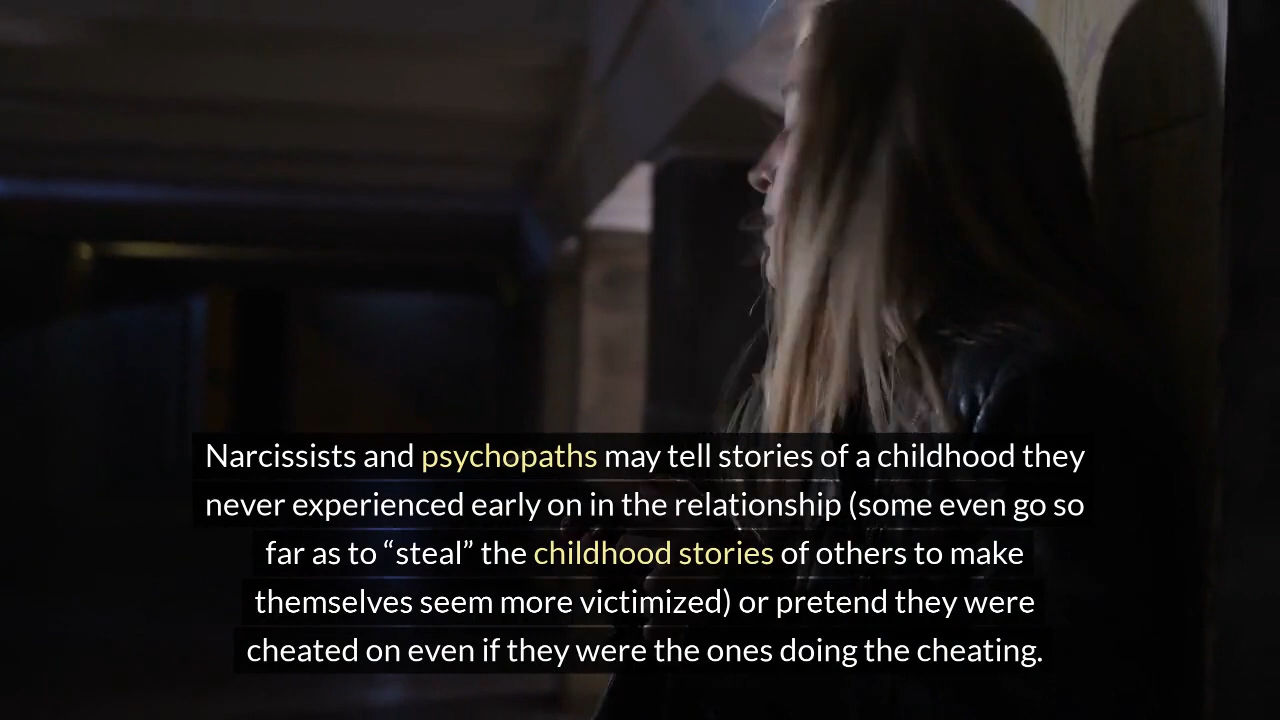 Narcissists and psychopaths may tell stories of a childhood they
never experienced early on in the relationship (some even go so
far as to “steal” the childhood stories of others to make
themselves seem more victimized) or pretend they were
cheated on even if they were the ones doing the cheating.